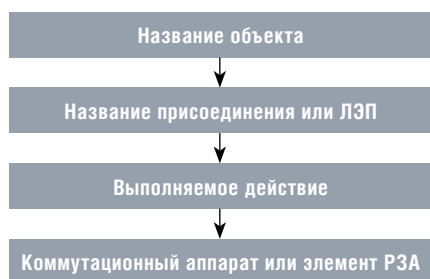 Название объекта
Название присоединения или ЛЭП
Выполняемое действие
Коммутационный аппарат или элемент РЗА